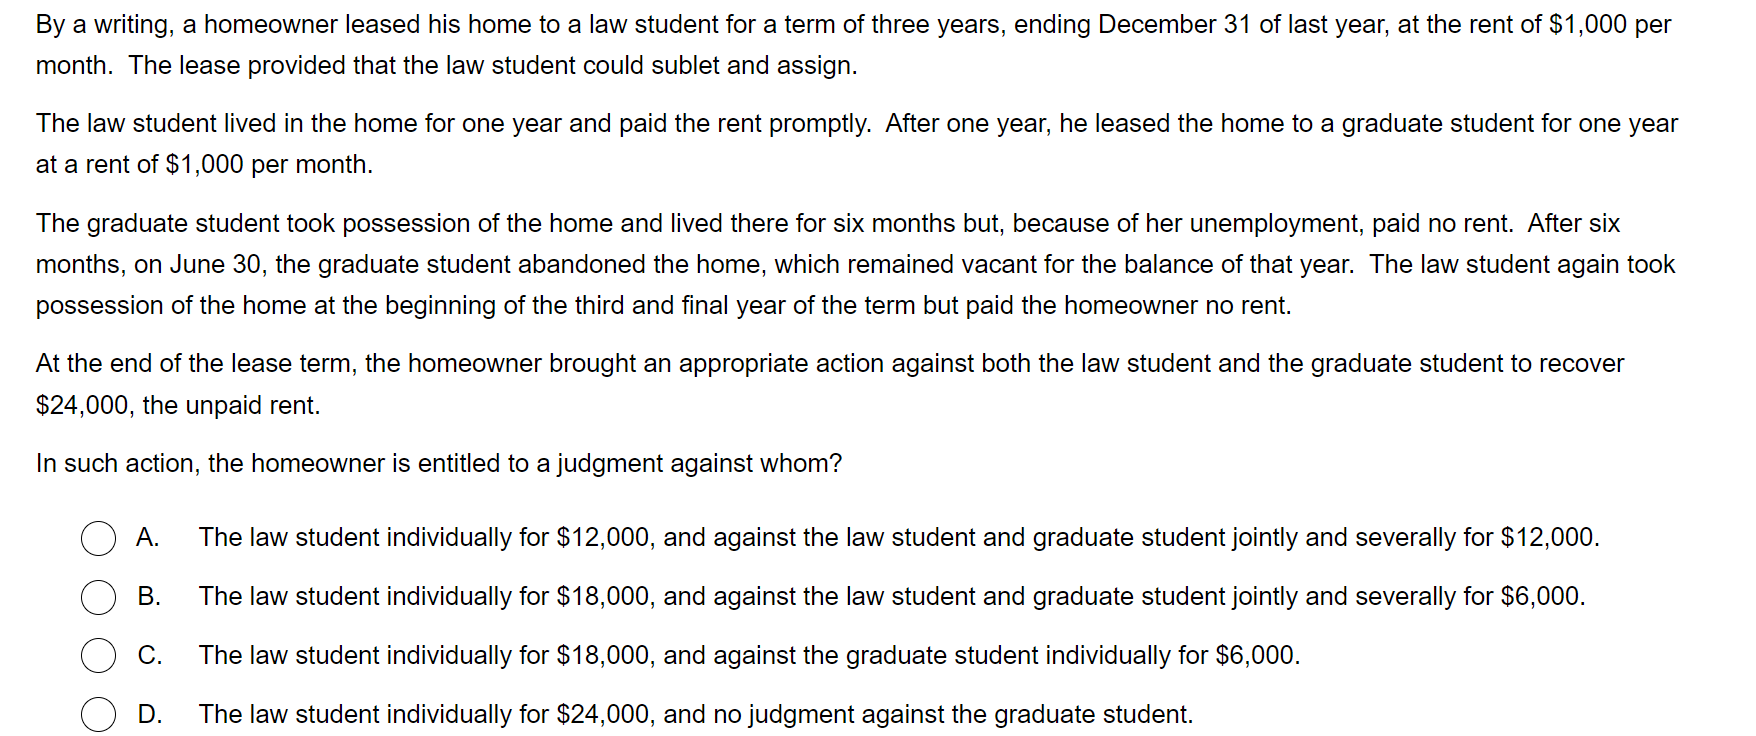 By a writing, a homeowner leased his home to a law student for a term of three years, ending December 31 of last year, at the rent of $1,000 per
month.  The lease provided that the law student could sublet and assign.
The law student lived in the home for one year and paid the rent promptly.  After one year, he leased the home to a graduate student for one year
at a rent of $1,000 per month.
The graduate student took possession of the home and lived there for six months but, because of her unemployment, paid no rent.  After six
months, on June 30, the graduate student abandoned the home, which remained vacant for the balance of that year.  The law student again took
possession of the home at the beginning of the third and final year of the term but paid the homeowner no rent.
At the end of the lease term, the homeowner brought an appropriate action against both the law student and the graduate student to recover
$24,000, the unpaid rent.
In such action, the homeowner is entitled to a judgment against whom?
A. The law student individually for $12,000, and against the law student and graduate student jointly and severally for $12,000.
B. The law student individually for $18,000, and against the law student and graduate student jointly and severally for $6,000.
C. The law student individually for $18,000, and against the graduate student individually for $6,000.
D. The law student individually for $24,000, and no judgment against the graduate student.